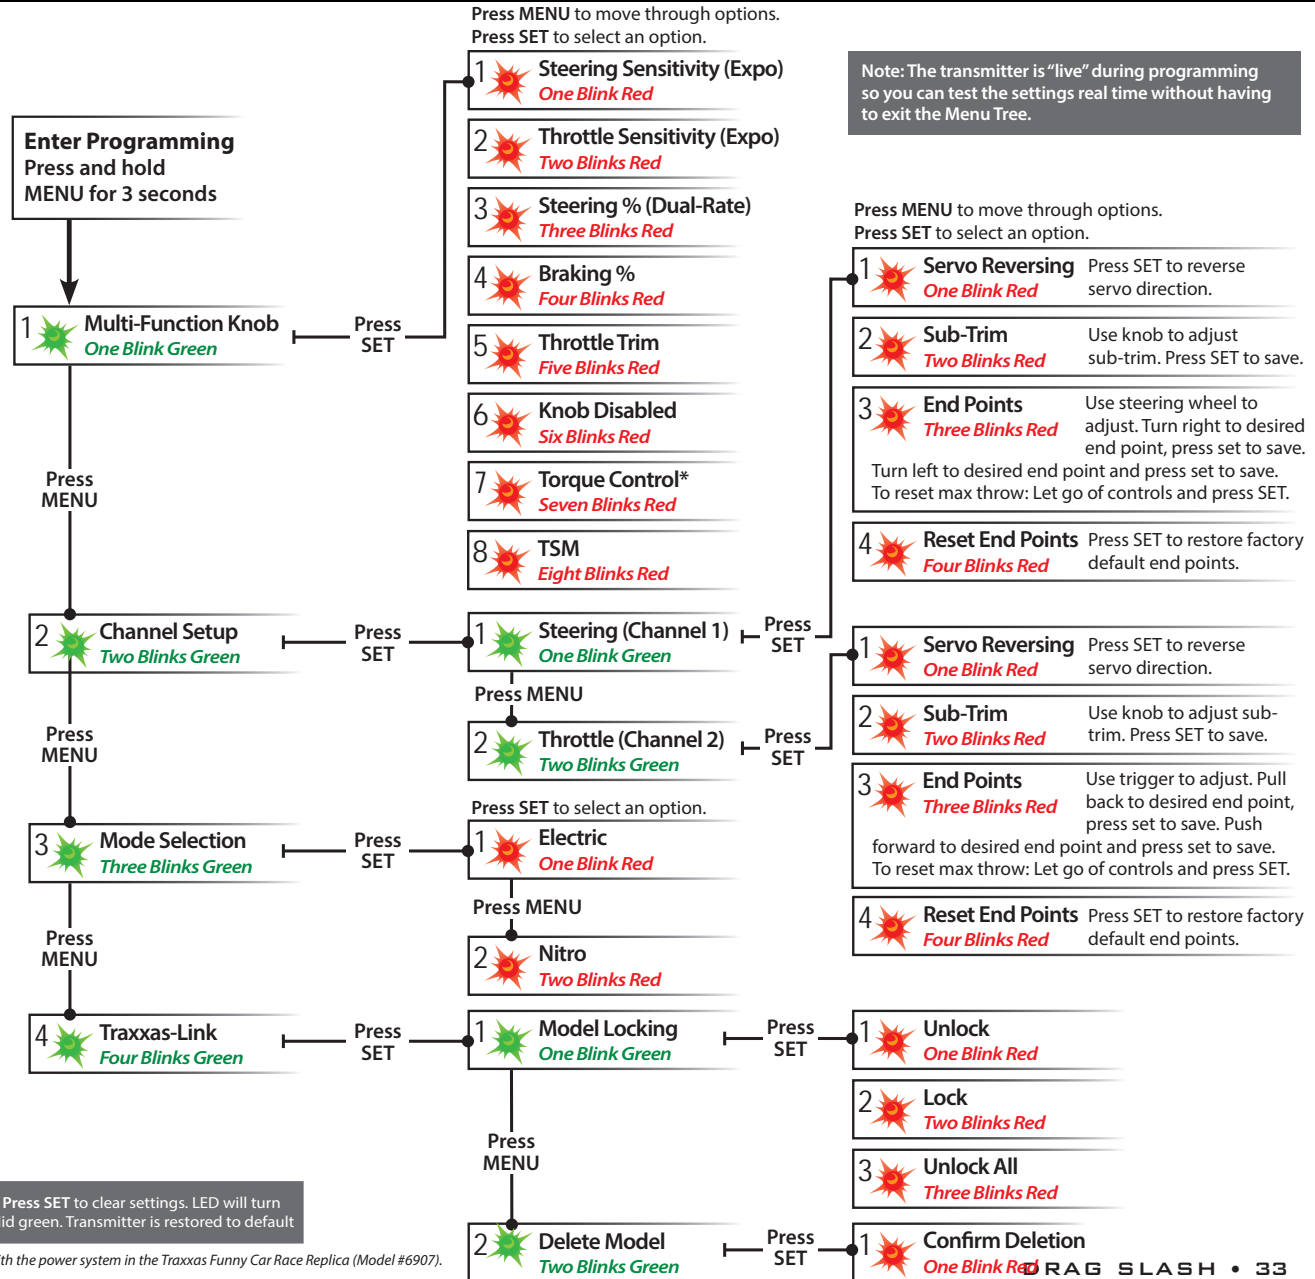 Press MENU to move through options.
Press SET to select an option.
1 Steering Sensitivity (Expo)
One Blink Red
2 Throttle Sensitivity (Expo)
Two Blinks Red
3 Steering % (Dual-Rate)
Three Blinks Red
4 Braking %
Four Blinks Red
5 Throttle Trim
Five Blinks Red
6 Knob Disabled
Six Blinks Red
7 Torque Control*
Seven Blinks Red
8 TSM
Eight Blinks Red
Note: The transmitter is “live” during programming
so you can test the settings real time without having
to exit the Menu Tree.
Enter Programming
Press and hold
MENU for 3 seconds
1 Multi-Function Knob
One Blink Green
Press
SET
Press
MENU
2 Channel Setup
Two Blinks Green
Press
SET
1 Steering (Channel 1)
One Blink Green
Press
SET
Press MENU
2 Throttle (Channel 2)
Two Blinks Green
Press
SET
Press MENU to move through options.
Press SET to select an option.
1 Servo Reversing
One Blink Red
Press SET to reverse
servo direction.
2 Sub-Trim
Two Blinks Red
Use knob to adjust
sub-trim. Press SET to save.
3 End Points
Three Blinks Red
Use steering wheel to
adjust. Turn right to desired
end point, press set to save.
Turn left to desired end point and press set to save.
To reset max throw: Let go of controls and press SET.
4 Reset End Points
Four Blinks Red
Press SET to restore factory
default end points.
1 Servo Reversing
One Blink Red
Press SET to reverse
servo direction.
2 Sub-Trim
Two Blinks Red
Use knob to adjust sub-
trim. Press SET to save.
3 End Points
Three Blinks Red
Use trigger to adjust. Pull
back to desired end point,
press set to save. Push
forward to desired end point and press set to save.
To reset max throw: Let go of controls and press SET.
4 Reset End Points
Four Blinks Red
Press SET to restore factory
default end points.
Press
MENU
3 Mode Selection
Three Blinks Green
Press
SET
Press SET to select an option.
1 Electric
One Blink Red
Press MENU
2 Nitro
Two Blinks Red
Press
MENU
4 Traxxas-Link
Four Blinks Green
Press
SET
1 Model Locking
One Blink Green
Press
SET
1 Unlock
One Blink Red
2 Lock
Two Blinks Red
3 Unlock All
Three Blinks Red
Press
MENU
2 Delete Model
Two Blinks Green
Press
SET
1 Confirm Deletion
One Blink Red
Press SET to clear settings. LED will turn
lid green. Transmitter is restored to default
ith the power system in the Traxxas Funny Car Race Replica (Model #6907).
DRAG SLASH • 33